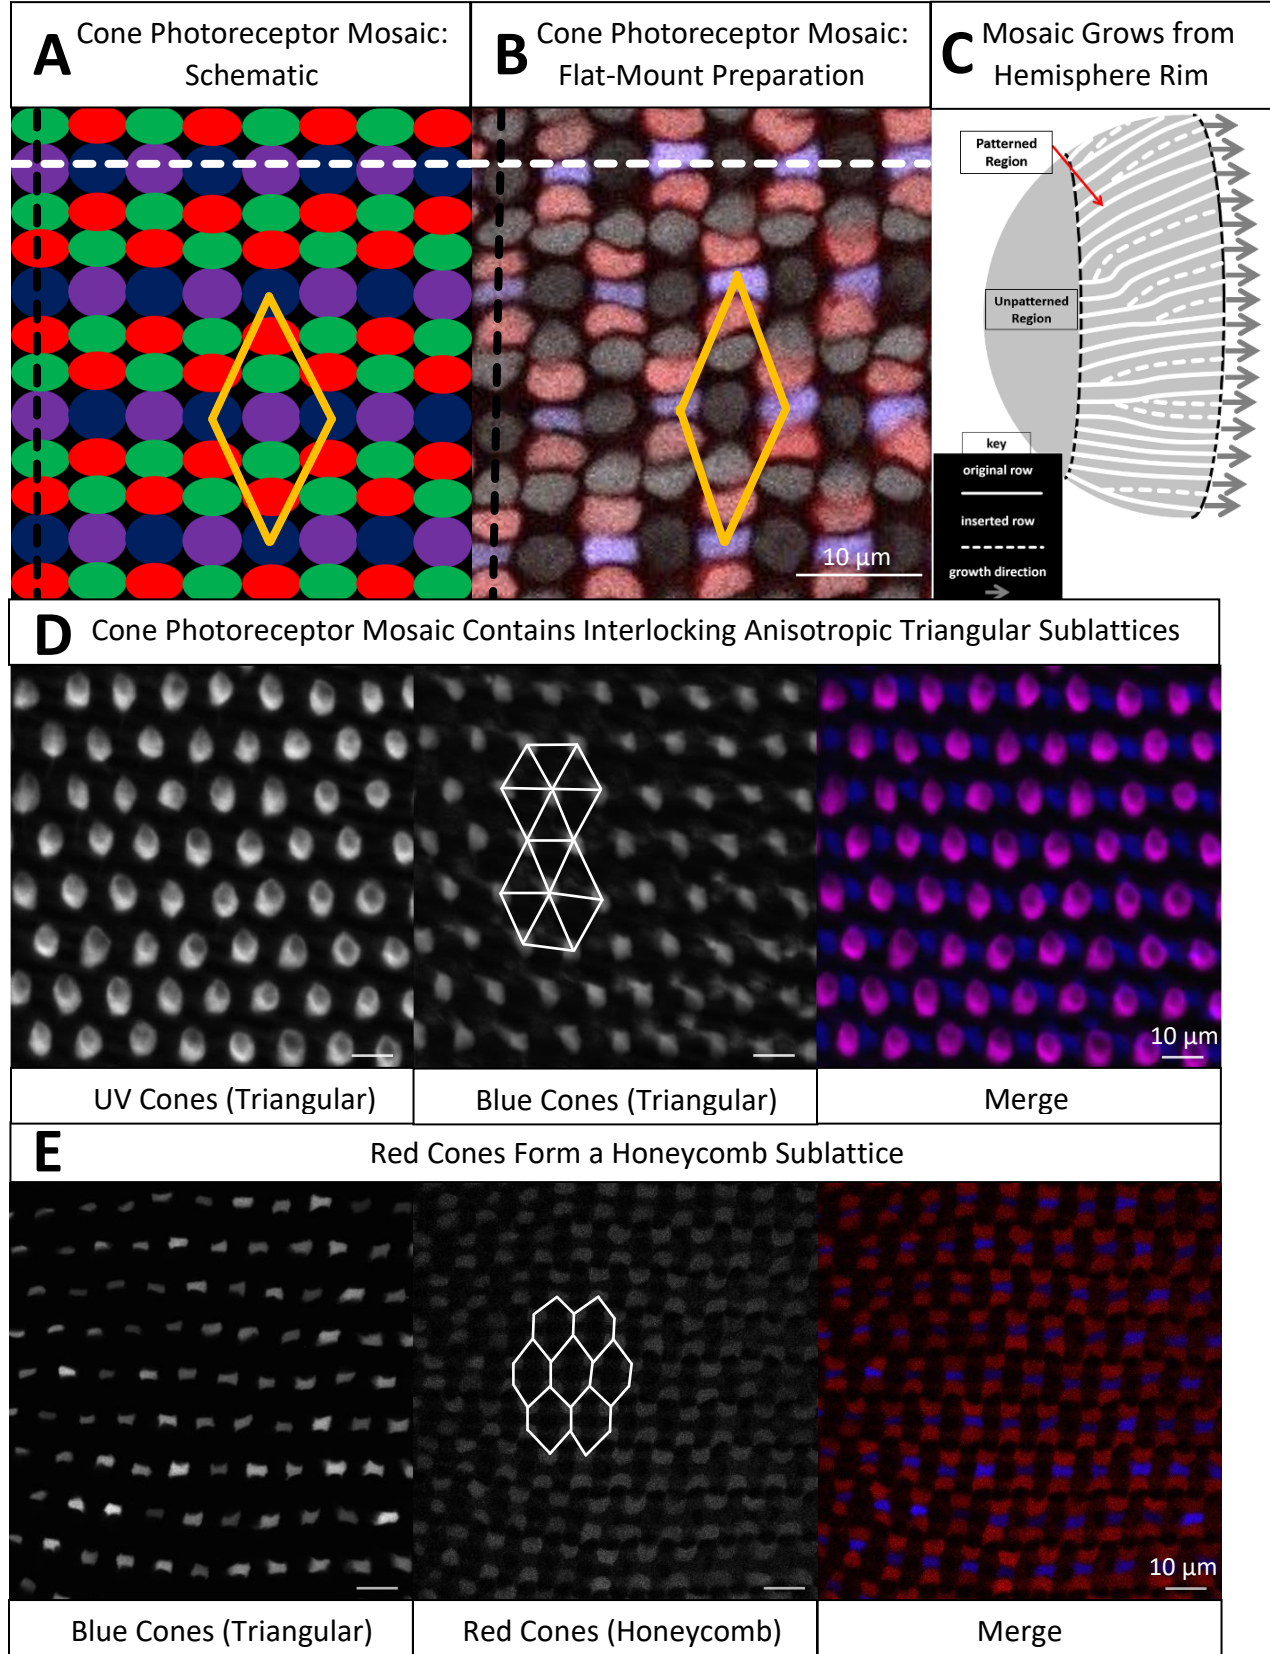 A Cone Photoreceptor Mosaic:
Schematic
B Cone Photoreceptor Mosaic:
Flat-Mount Preparation
C Mosaic Grows from
Hemisphere Rim
Patterned
Region
Unpatterned
Region
key
original row
inserted row
growth direction
10 µm
D Cone Photoreceptor Mosaic Contains Interlocking Anisotropic Triangular Sublattices
10 µm
UV Cones (Triangular)
Blue Cones (Triangular)
Merge
E Red Cones Form a Honeycomb Sublattice
10 µm
Blue Cones (Triangular)
Red Cones (Honeycomb)
Merge